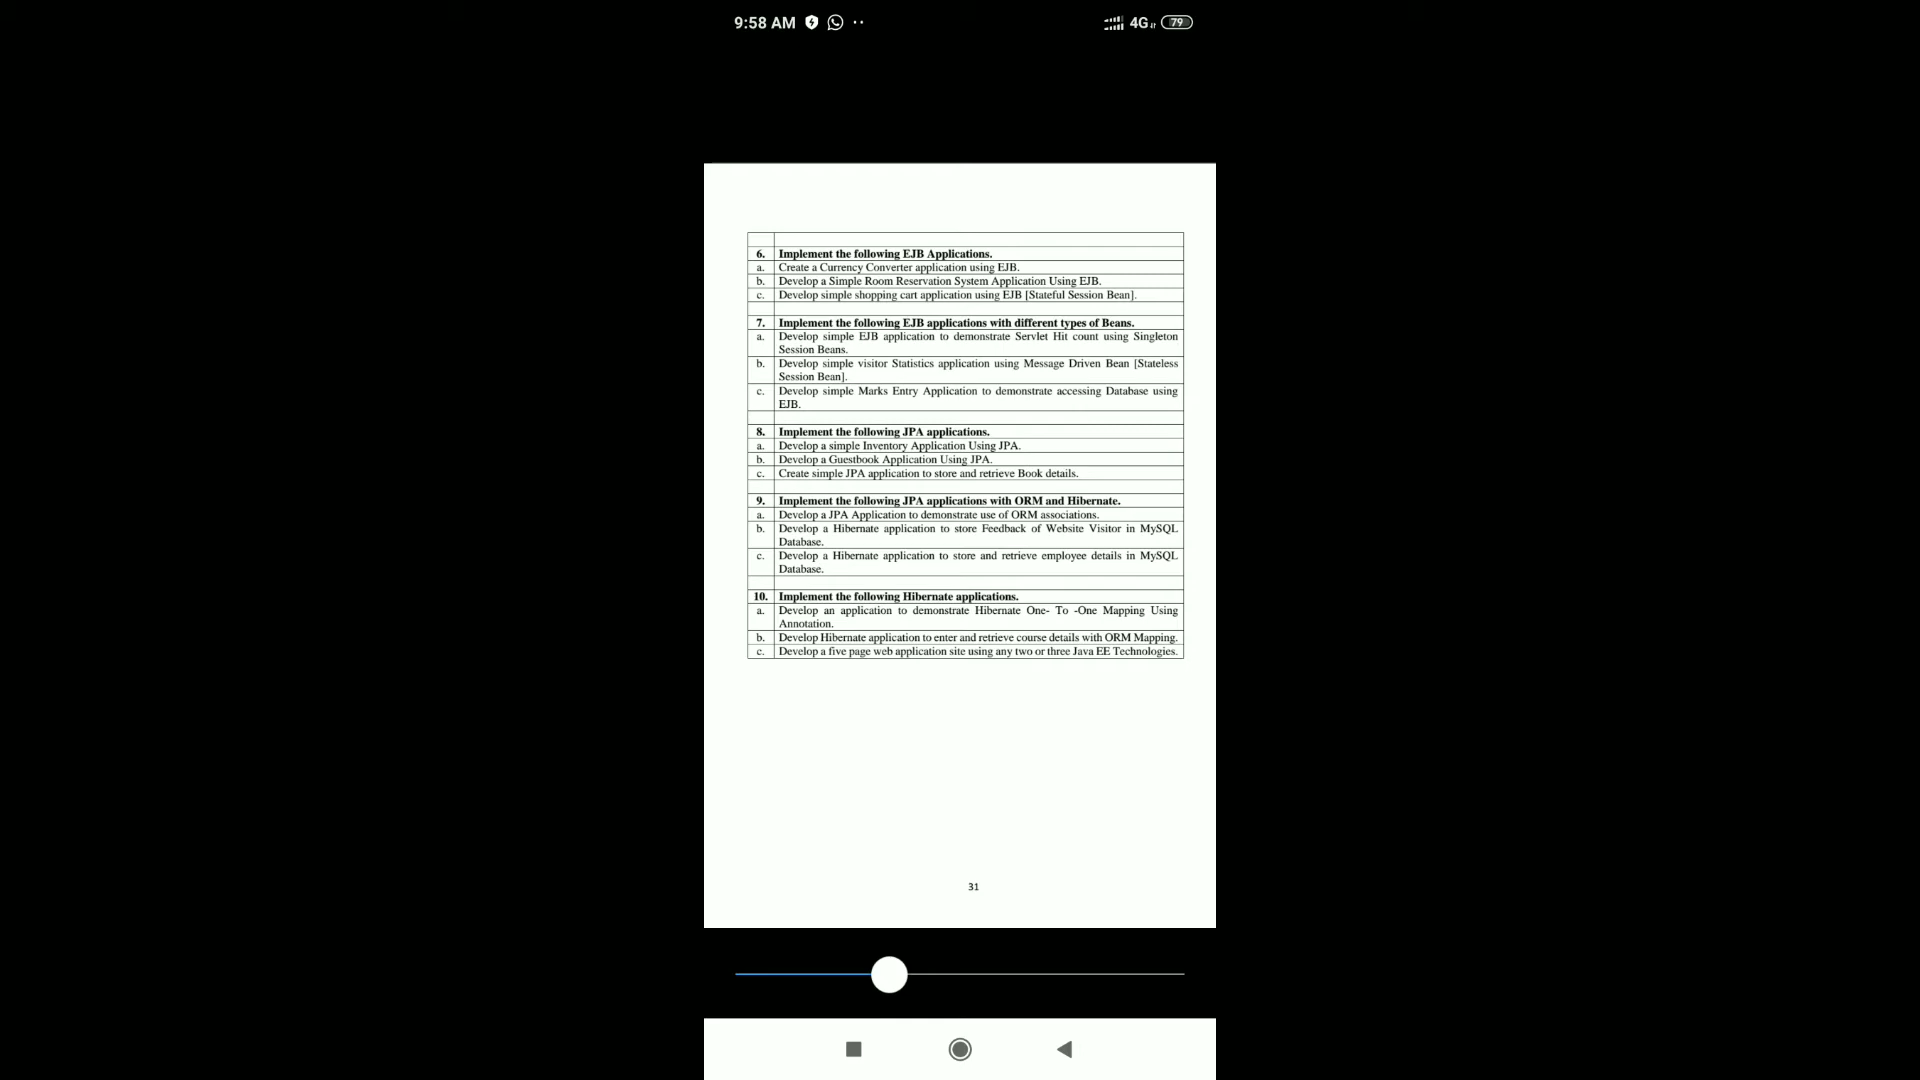 9:58 AM 4G 79
6. Implement the following EJB Applications.
a. Create a Currency Converter application using EJB.
b. Develop a Simple Room Reservation System Application Using EJB.
c. Develop simple shopping cart application using EJB [Stateful Session Bean].
7. Implement the following EJB applications with different types of Beans.
a. Develop simple EJB application to demonstrate Servlet Hit count using Singleton
Session Beans.
b. Develop simple visitor Statistics application using Message Driven Bean [Stateless
Session Bean].
c. Develop simple Marks Entry Application to demonstrate accessing Database using
EJB.
8. Implement the following JPA applications.
a. Develop a simple Inventory Application Using JPA.
b. Develop a Guestbook Application Using JPA.
c. Create simple JPA application to store and retrieve Book details.
9. Implement the following JPA applications with ORM and Hibernate.
a. Develop a JPA Application to demonstrate use of ORM associations.
b. Develop a Hibernate application to store Feedback of Website Visitor in MySQL
Database.
c. Develop a Hibernate application to store and retrieve employee details in MySQL
Database.
10. Implement the following Hibernate applications.
a. Develop an application to demonstrate Hibernate One- To -One Mapping Using
Annotation.
b. Develop Hibernate application to enter and retrieve course details with ORM Mapping.
c. Develop a five page web application site using any two or three Java EE Technologies.
31